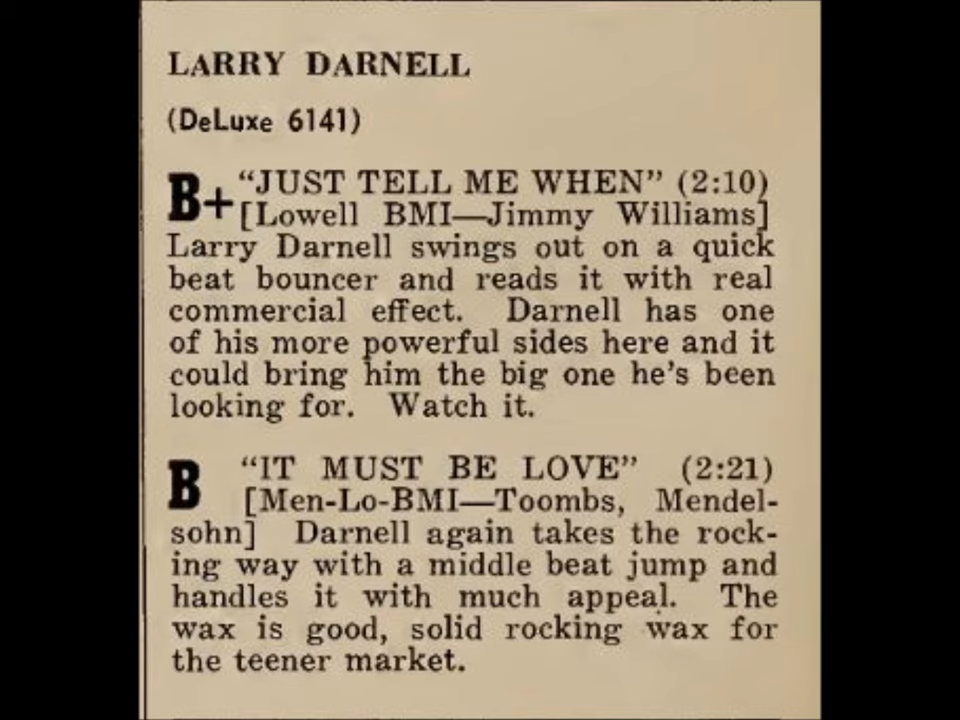 LARRY DARNELL
(DeLuxe 6141)
B+ “JUST TELL ME WHEN” (2:10)
[Lowell BMI—Jimmy Williams]
Larry Darnell swings out on a quick
beat bouncer and reads it with real
commercial effect. Darnell has one
of his more powerful sides here and it
could bring him the big one he's been
looking for. Watch it.
B “IT MUST BE LOVE” (2:21)
[Men-Lo-BMI—Toombs, Mendel-
sohn] Darnell again takes the rock-
ing way with a middle beat jump and
handles it with much appeal. The
wax is good, solid rocking wax for
the teener market.